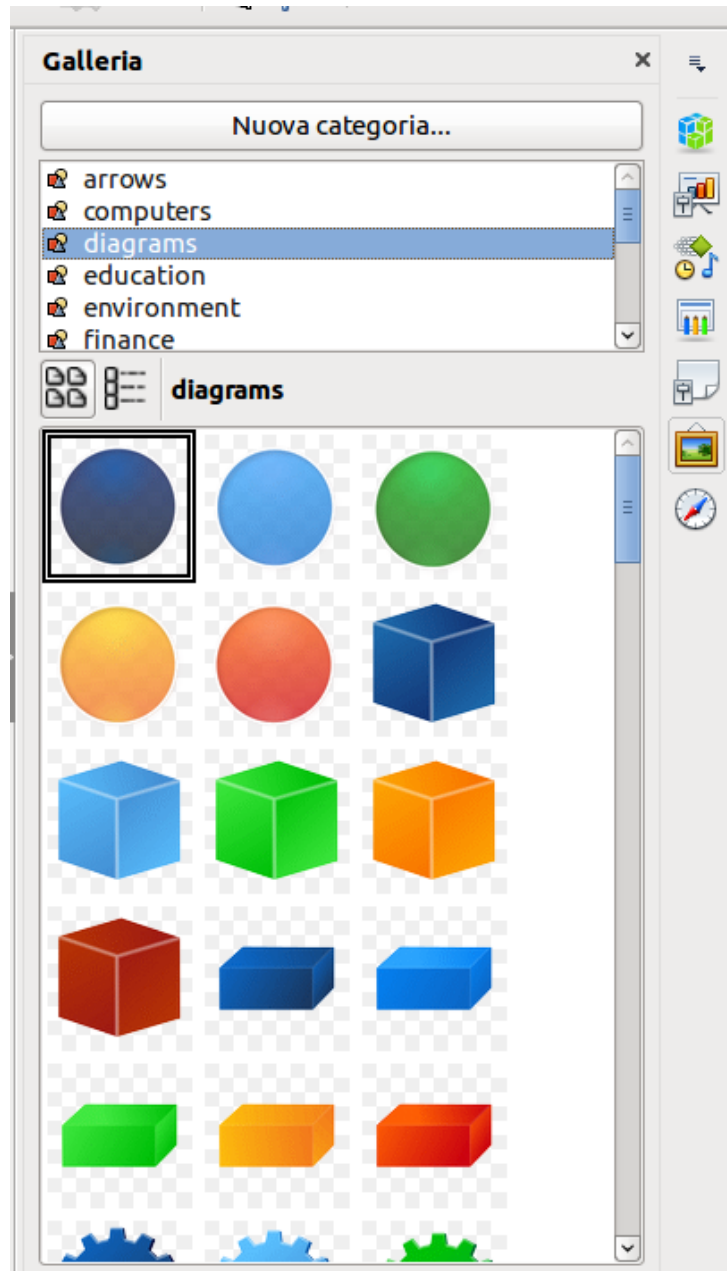 Galleria
Nuova categoria...
arrows
computers
diagrams
education
environment
finance
diagrams